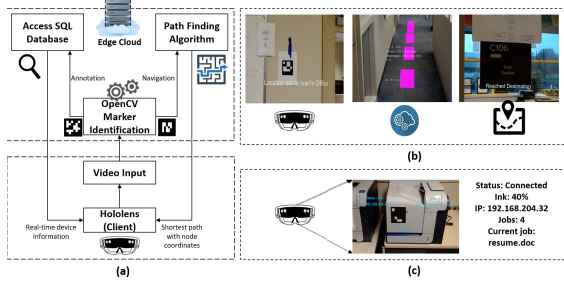 Access SQL
Database
Edge Cloud
Path Finding
Algorithm
Annotation
Navigation
OpenCV
Marker
Identification
Video Input
Hololens
(Client)
Real-time device
information
Shortest path
with node
coordinates
(a)
C106
Reached Destination
(b)
Status: Connected
Ink: 40%
IP: 192.168.204.32
Jobs: 4
Current job:
resume.doc
(c)